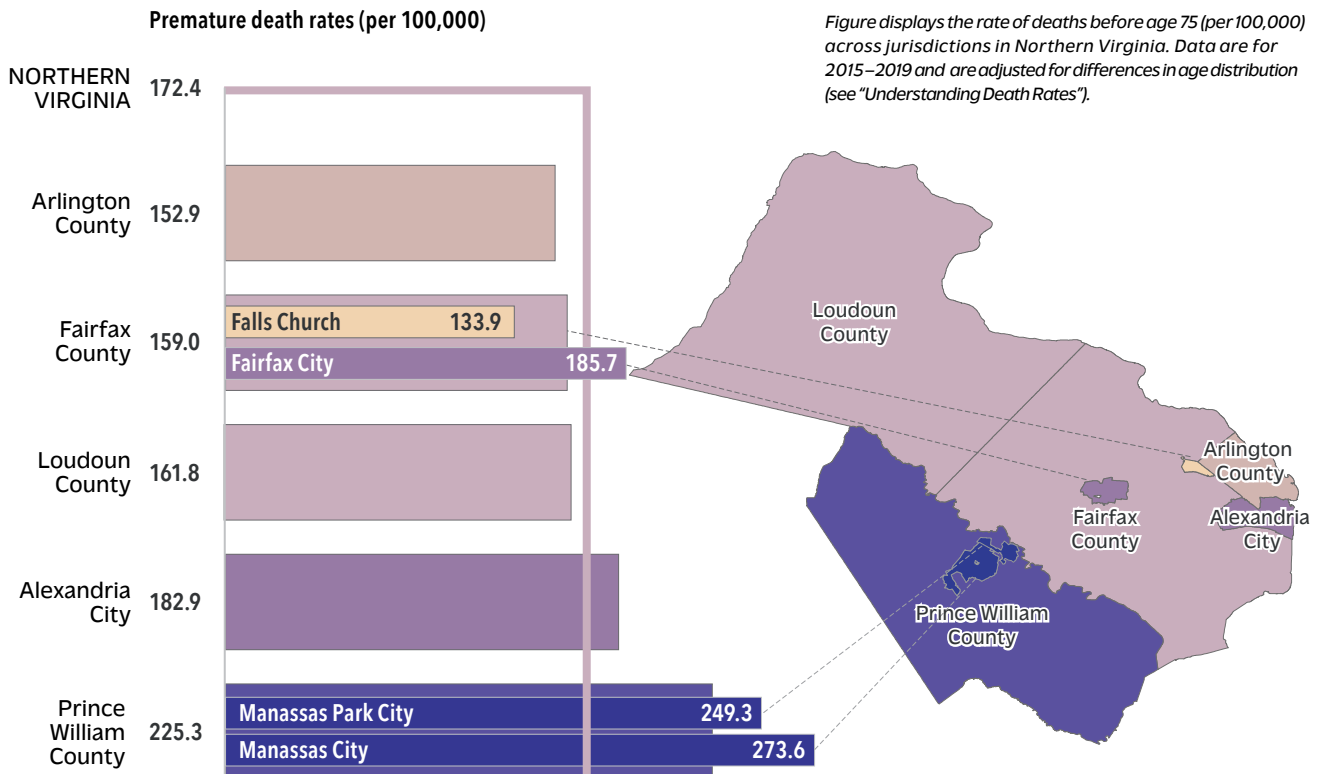 Premature death rates (per 100,000)
Figure displays the rate of deaths before age 75 (per 100,000)
across jurisdictions in Northern Virginia. Data are for
2015–2019 and are adjusted for differences in age distribution
(see “Understanding Death Rates”).
NORTHERN
VIRGINIA
172.4
Arlington
County
152.9
Fairfax
County
159.0
Falls Church 133.9
Fairfax City 185.7
Loudoun
County
161.8
Alexandria
City
182.9
Prince
William
County
225.3
Manassas Park City 249.3
Manassas City 273.6
Loudoun
County
Arlington
County
Fairfax
County
Alexandria
City
Prince William
County